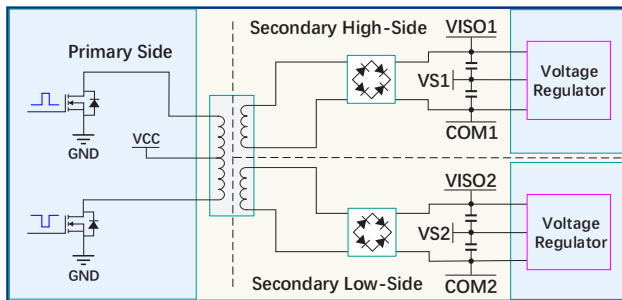 Primary Side
Secondary High-Side
VISO1
VS1
Voltage
Regulator
COM1
GND
VCC
VISO2
VS2
Voltage
Regulator
GND
Secondary Low-Side
COM2